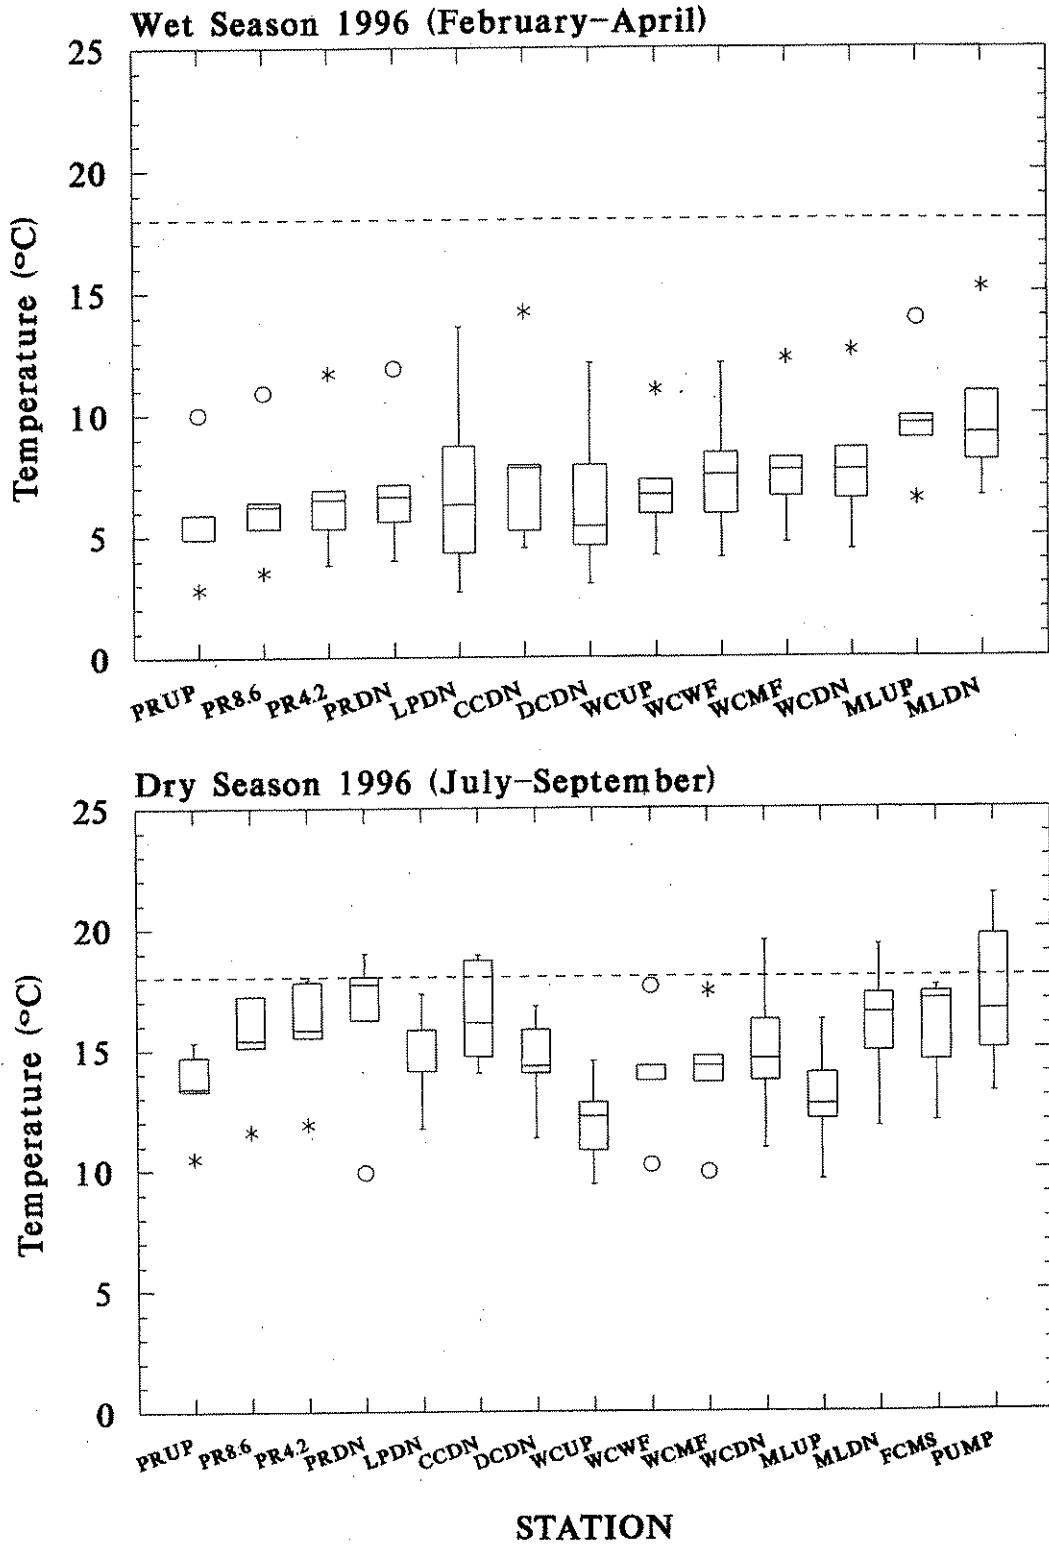 Wet Season 1996 (February-April)
25
20
15
10
5
0
Temperature (°C)
PRUP PR8.6 PR4.2 PRDN LPDN CCDN DCDN WCUP WCWF WCMF WCDN MLUP MLDN
Dry Season 1996 (July-September)
25
20
15
10
5
0
Temperature (°C)
PRUP PR8.6 PR4.2 PRDN LPDN CCDN DCDN WCUP WCWF WCMF WCDN MLUP MLDN FCMS PUMP
STATION